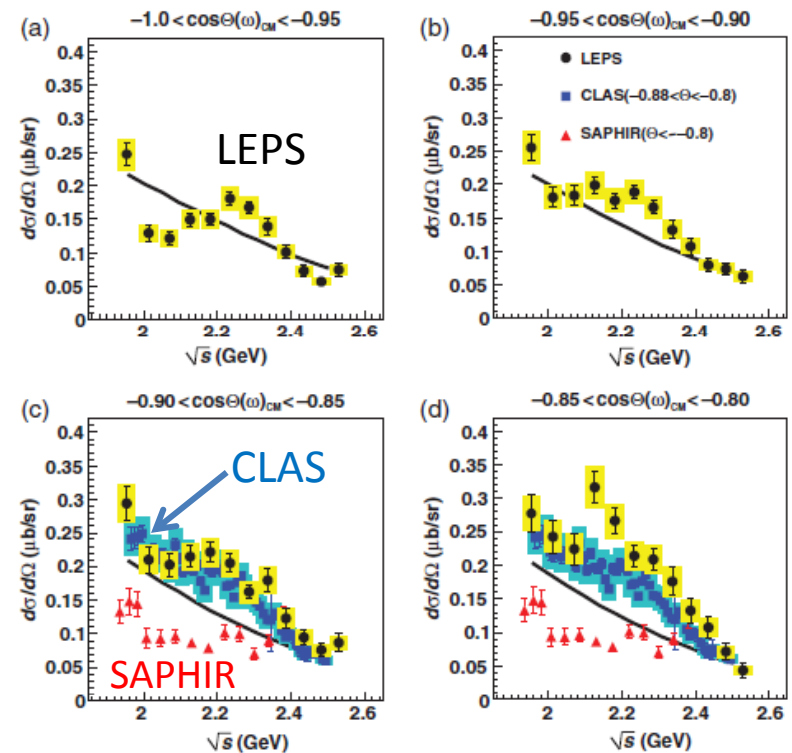 (a) −1.0<cosΘ(ω)CM<−0.95
dσ/dΩ (μb/sr)
0.4
0.35
0.3
0.25
0.2
0.15
0.1
0.05
0
LEPS
2 2.2 2.4 2.6
√s (GeV)
(b) −0.95<cosΘ(ω)CM<−0.90
dσ/dΩ (μb/sr)
0.4
0.35
0.3
0.25
0.2
0.15
0.1
0.05
0
LEPS
CLAS(−0.88<Θ<−0.8)
SAPHIR(Θ<−−0.8)
2 2.2 2.4 2.6
√s (GeV)
(c) −0.90<cosΘ(ω)CM<−0.85
dσ/dΩ (μb/sr)
0.4
0.35
0.3
0.25
0.2
0.15
0.1
0.05
0
CLAS
SAPHIR
2 2.2 2.4 2.6
√s (GeV)
(d) −0.85<cosΘ(ω)CM<−0.80
dσ/dΩ (μb/sr)
0.4
0.35
0.3
0.25
0.2
0.15
0.1
0.05
0
2 2.2 2.4 2.6
√s (GeV)